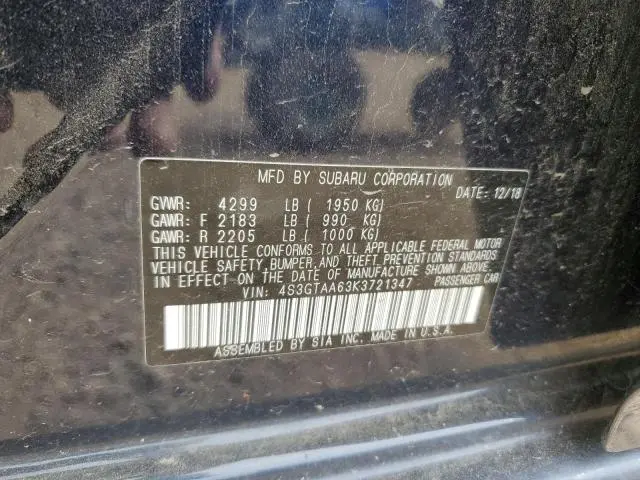 MFD BY SUBARU CORPORATION
DATE: 12/18
GVWR: 4299 LB ( 1950 KG)
GAWR: F 2183 LB ( 990 KG)
GAWR: R 2205 LB ( 1000 KG)
THIS VEHICLE CONFORMS TO ALL APPLICABLE FEDERAL MOTOR
VEHICLE SAFETY, BUMPER, AND THEFT PREVENTION STANDARDS
IN EFFECT ON THE DATE OF MANUFACTURE SHOWN ABOVE.
VIN: 4S3GTAA63K3721347 PASSENGER CAR
ASSEMBLED BY SIA INC. MADE IN U.S.A.